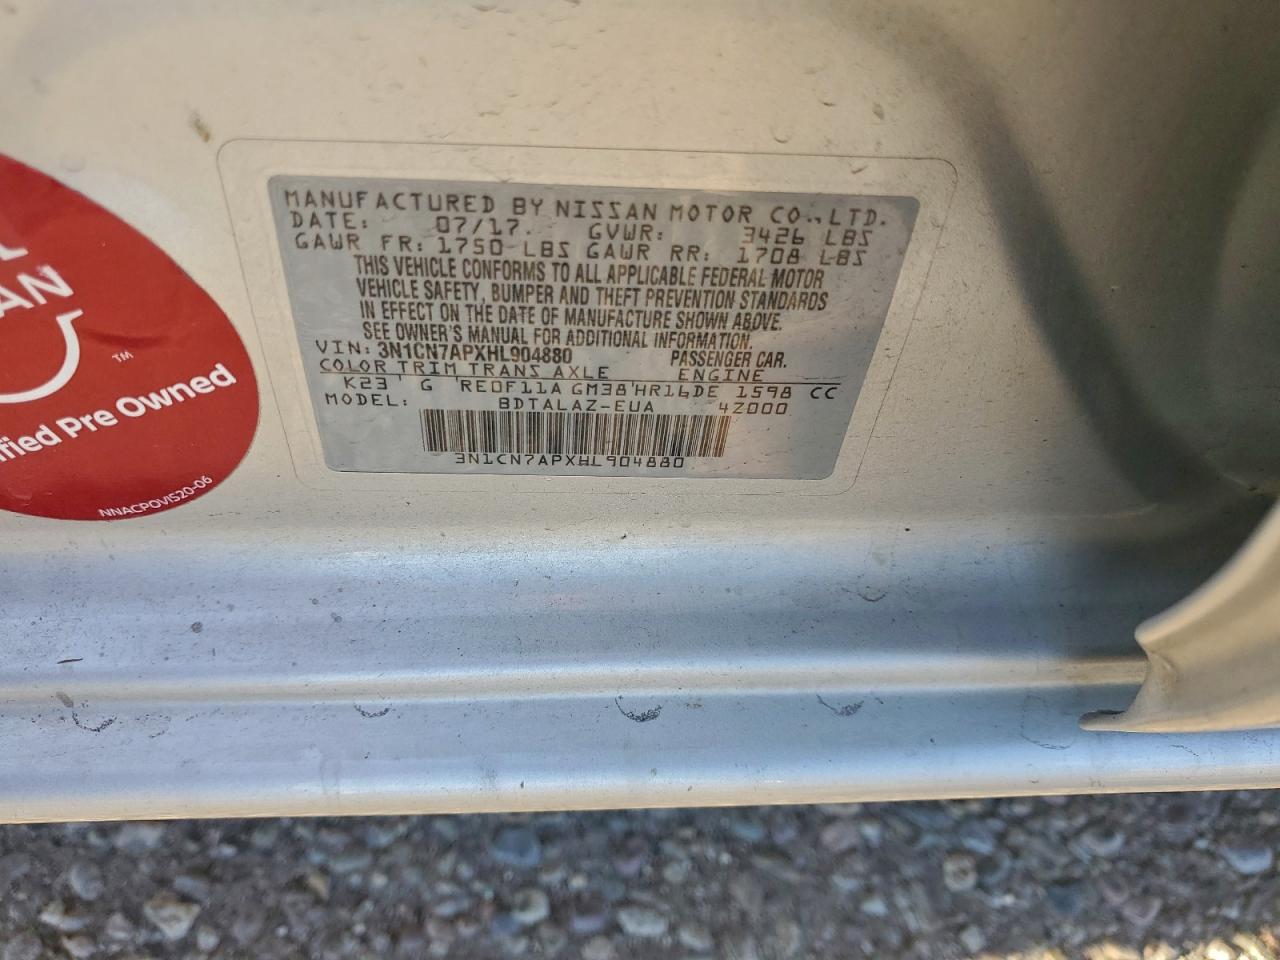 MANUFACTURED BY NISSAN MOTOR CO., LTD.
DATE: 07/17. GVWR: 3426 LBS
GAWR FR: 1750 LBS GAWR RR: 1708 LBS
THIS VEHICLE CONFORMS TO ALL APPLICABLE FEDERAL MOTOR
VEHICLE SAFETY, BUMPER AND THEFT PREVENTION STANDARDS
IN EFFECT ON THE DATE OF MANUFACTURE SHOWN ABOVE.
SEE OWNER'S MANUAL FOR ADDITIONAL INFORMATION.
VIN: 3N1CN7APXHL904880 PASSENGER CAR.
COLOR TRIM TRANS AXLE ENGINE
K23 G RE0F11A GM38 HR16DE 1598 CC
MODEL: BDTALAZ-EUA 4Z000
3N1CN7APXHL904880
TM
Pre Owned
NNACPOVIS20-06